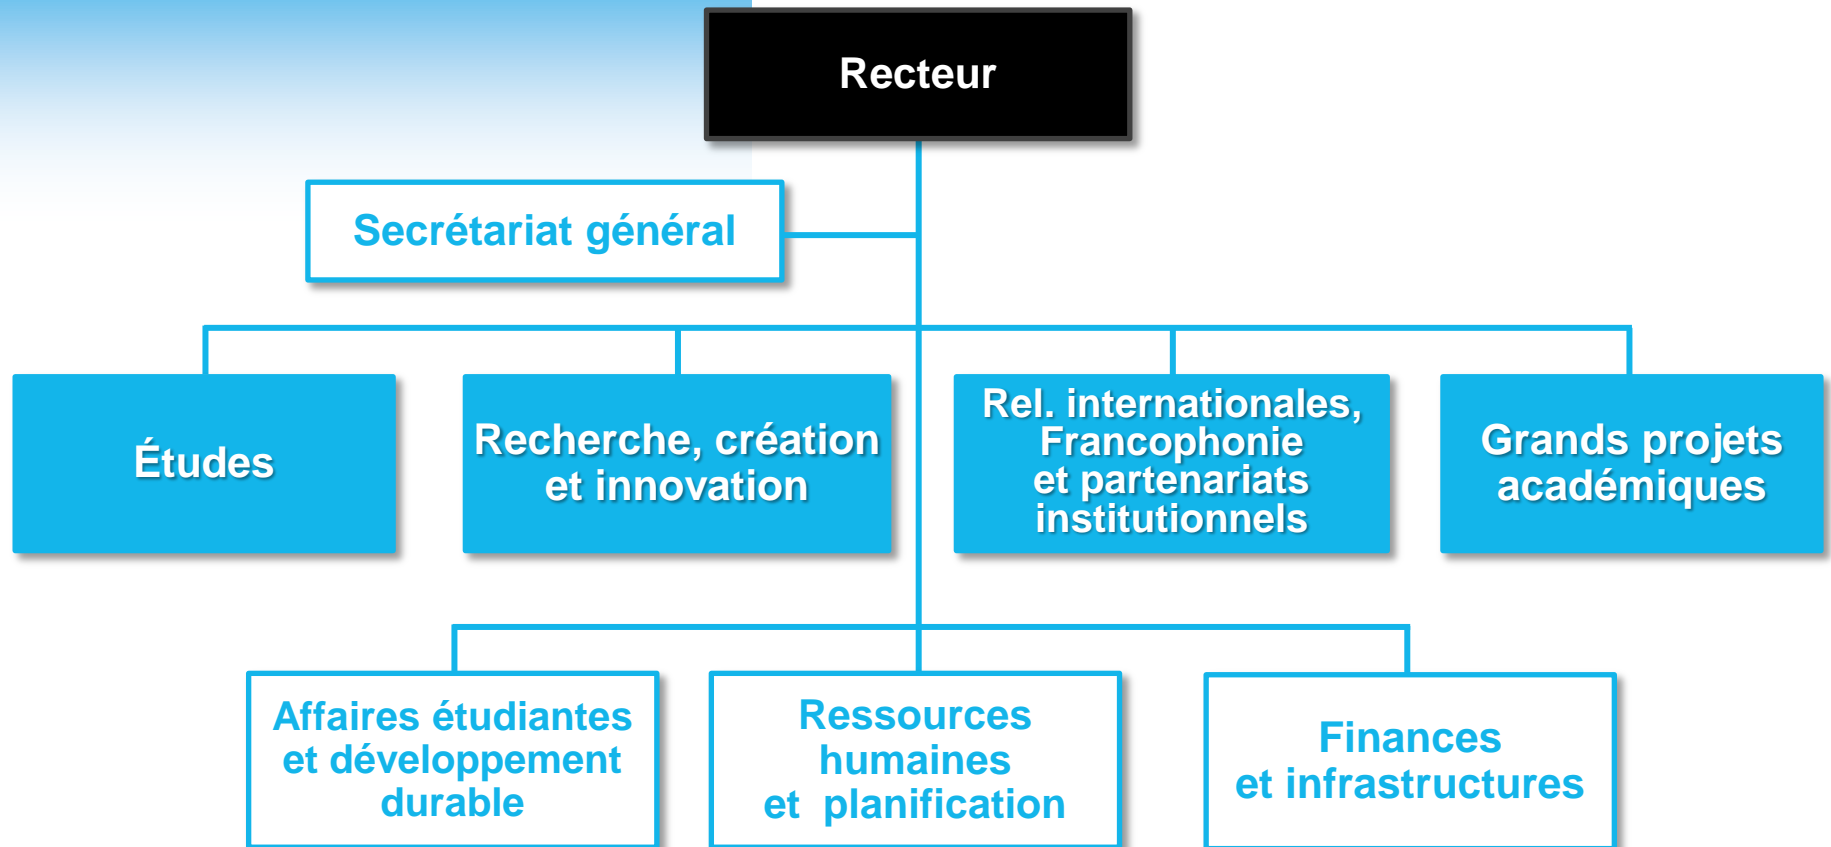 Recteur
Secrétariat général
Études
Recherche, création
et innovation
Rel. internationales,
Francophonie
et partenariats
institutionnels
Grands projets
académiques
Affaires étudiantes
et développement
durable
Ressources
humaines
et planification
Finances
et infrastructures